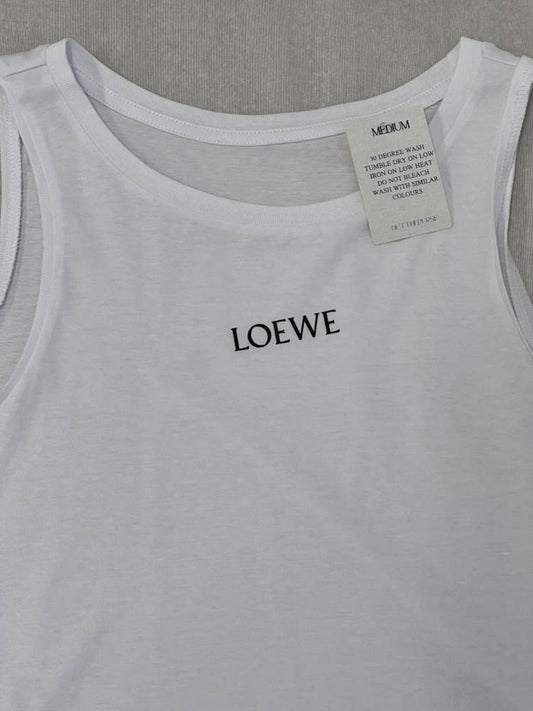 MEDIUM
30 DEGREE WASH
TUMBLE DRY ON LOW
IRON ON LOW HEAT
DO NOT BLEACH
WASH WITH SIMILAR
COLOURS
OUTTHEPURSE
LOEWE